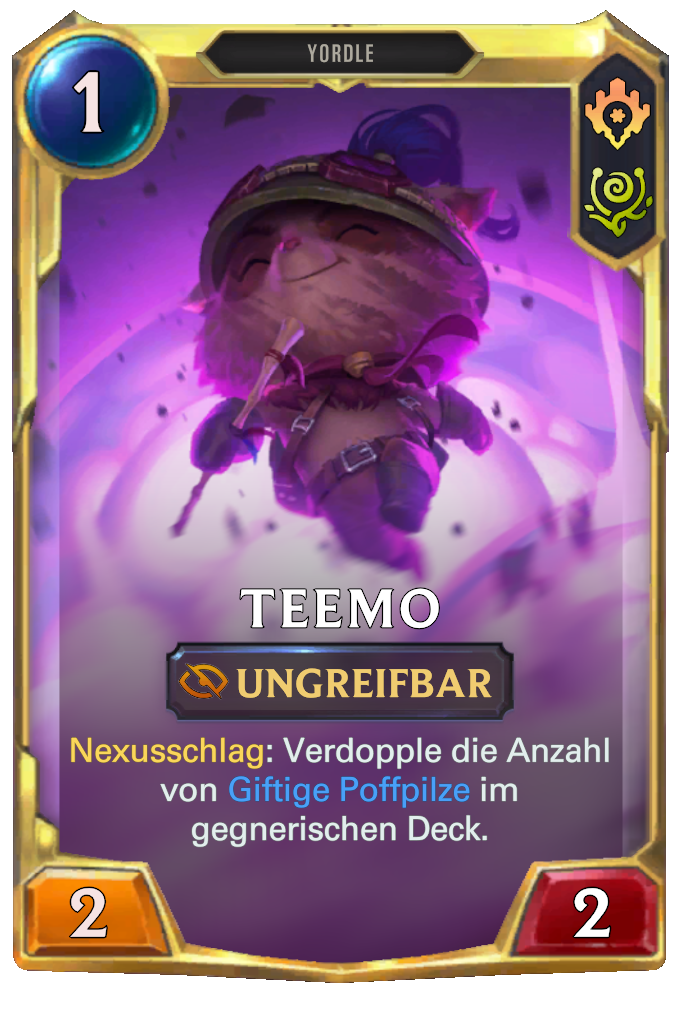 YORDLE
1
TEEMO
UNGREIFBAR
Nexusschlag: Verdopple die Anzahl
von Giftige Poffpilze im
gegnerischen Deck.
2
2